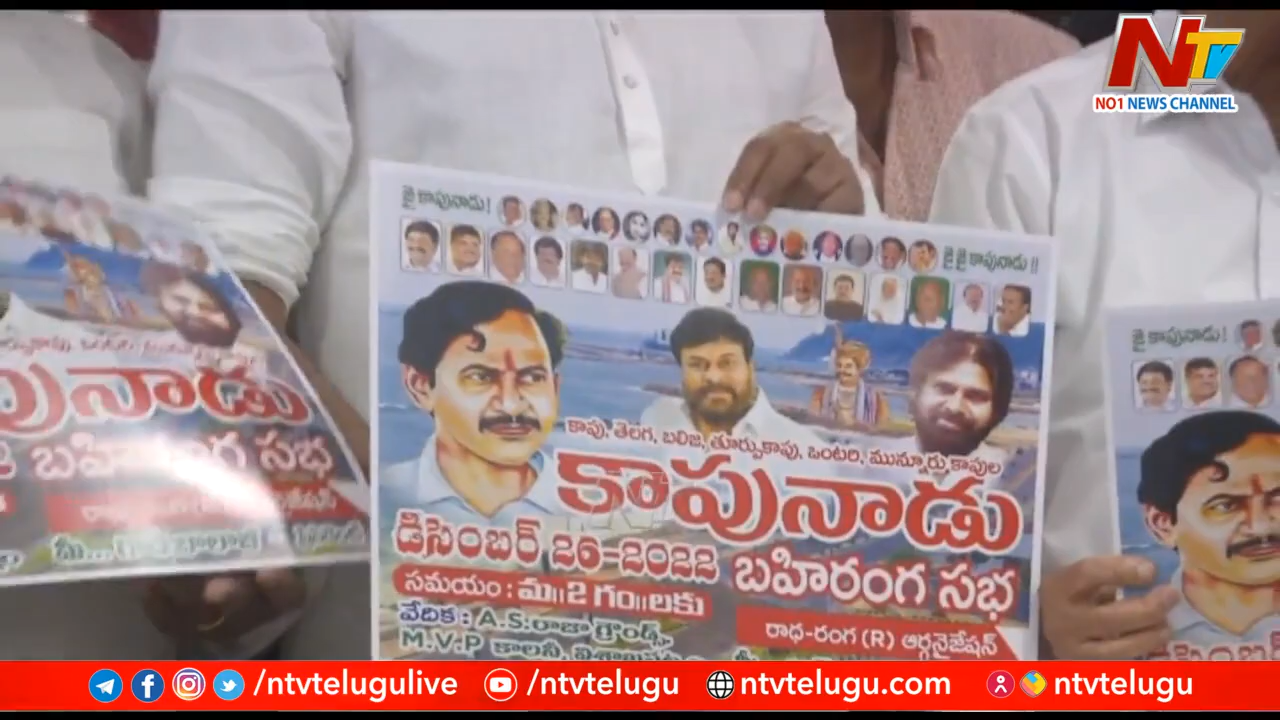 NTv
NO1 NEWS CHANNEL
జై కాపునాడు!
జై జై కాపునాడు!!
కాపు, తెలగ, బలిజ, తూర్పుకాపు, ఒంటరి, మున్నూరు కాపుల
కాపునాడు
డిసెంబర్ 26-2022 బహిరంగ సభ
సమయం : మ॥ 2 గం॥లకు
రాధ-రంగ (R) ఆర్గనైజేషన్
వేదిక : A.S.రాజా గ్రౌండ్స్,
M.V.P కాలనీ,
జై కాపునాడు!
కాపునాడు
బహిరంగ సభ
/ntvtelugulive
/ntvtelugu
ntvtelugu.com
ntvtelugu